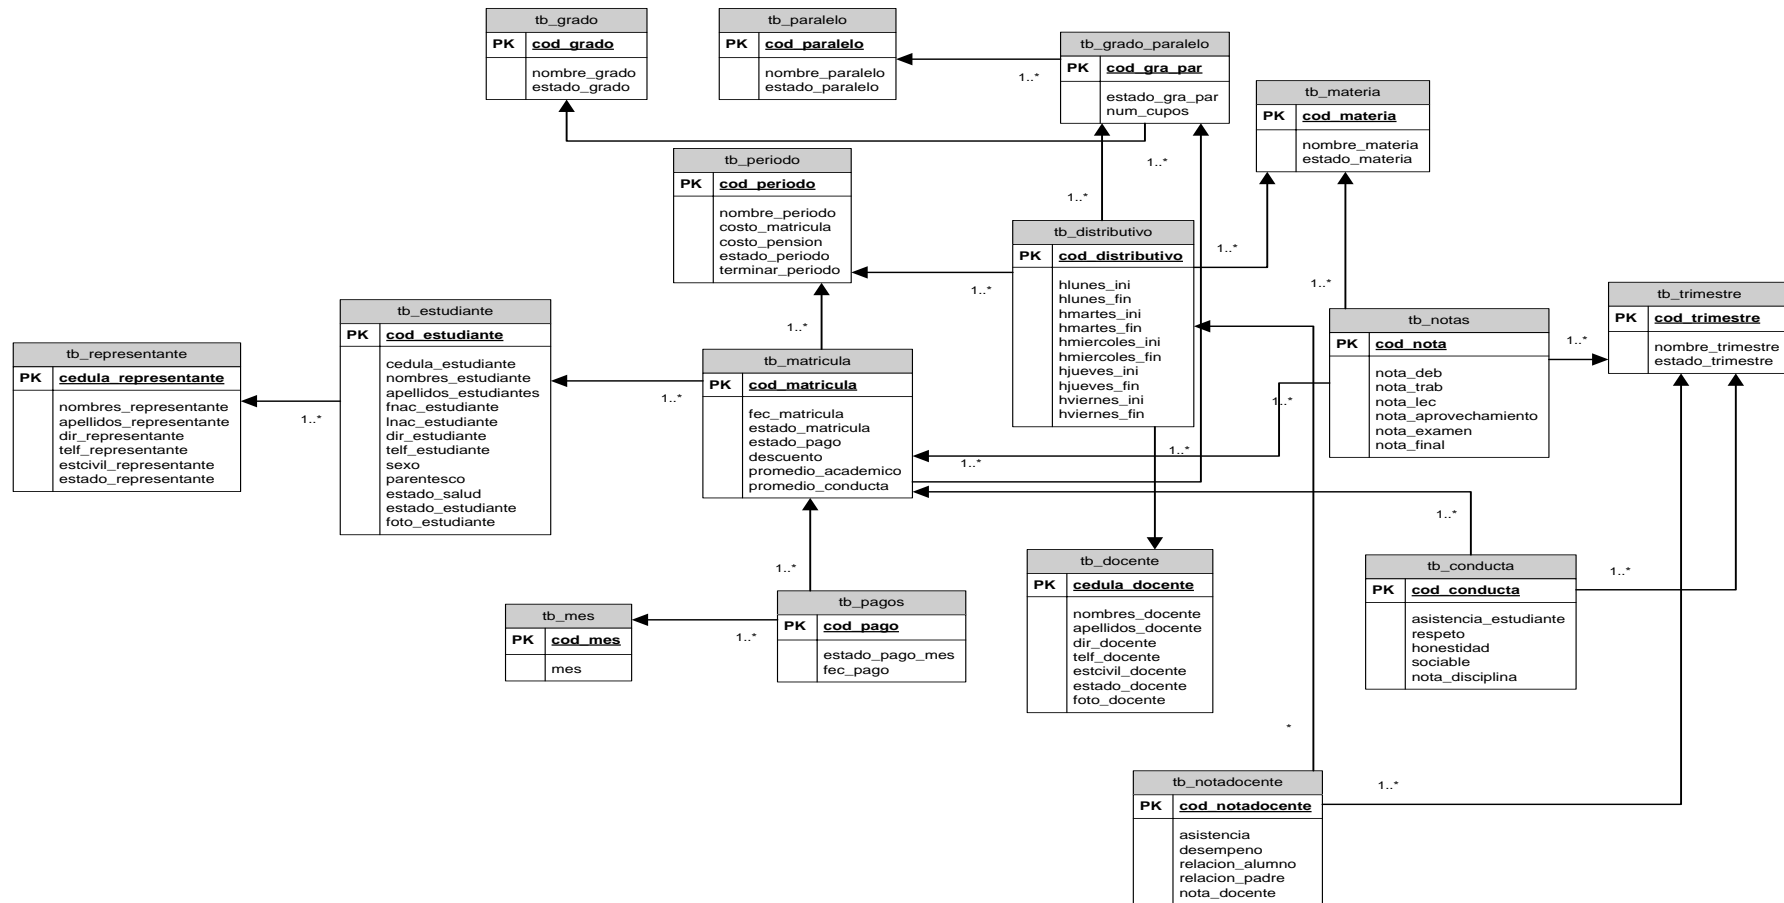 tb_grado
PK cod_grado
nombre_grado
estado_grado
tb_paralelo
PK cod_paralelo
nombre_paralelo
estado_paralelo
tb_grado_paralelo
PK cod_gra_par
estado_gra_par
num_cupos
1..*
1..*
tb_materia
PK cod_materia
nombre_materia
estado_materia
tb_periodo
PK cod_periodo
nombre_periodo
costo_matricula
costo_pension
estado_periodo
terminar_periodo
1..*
tb_distributivo
PK cod_distributivo
hlunes_ini
hlunes_fin
hmartes_ini
hmartes_fin
hmiercoles_ini
hmiercoles_fin
hjueves_ini
hjueves_fin
hviernes_ini
hviernes_fin
1..*
1..*
1..*
tb_trimestre
PK cod_trimestre
nombre_trimestre
estado_trimestre
tb_notas
PK cod_nota
nota_deb
nota_trab
nota_lec
nota_aprovechamiento
nota_examen
nota_final
1..*
1..*
1..*
1..*
tb_estudiante
PK cod_estudiante
cedula_estudiante
nombres_estudiante
apellidos_estudiantes
fnac_estudiante
lnac_estudiante
dir_estudiante
telf_estudiante
sexo
parentesco
estado_salud
estado_estudiante
foto_estudiante
tb_representante
PK cedula_representante
nombres_representante
apellidos_representante
dir_representante
telf_representante
estcivil_representante
estado_representante
1..*
1..*
tb_matricula
PK cod_matricula
fec_matricula
estado_matricula
estado_pago
descuento
promedio_academico
promedio_conducta
1..*
1..*
1..*
1..*
tb_docente
PK cedula_docente
nombres_docente
apellidos_docente
dir_docente
telf_docente
estcivil_docente
estado_docente
foto_docente
tb_conducta
PK cod_conducta
asistencia_estudiante
respeto
honestidad
sociable
nota_disciplina
1..*
1..*
tb_mes
PK cod_mes
mes
1..*
tb_pagos
PK cod_pago
estado_pago_mes
fec_pago
*
tb_notadocente
PK cod_notadocente
asistencia
desempeno
relacion_alumno
relacion_padre
nota_docente
1..*